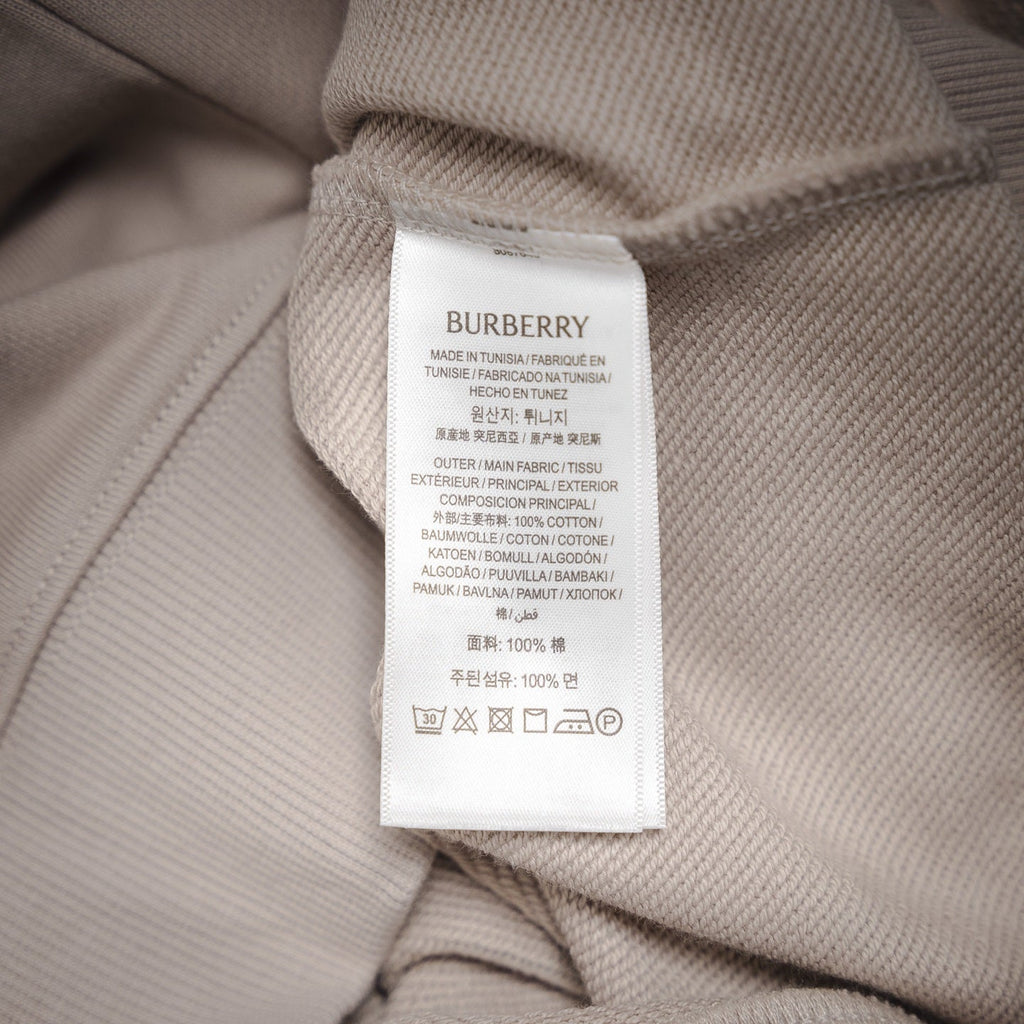 BURBERRY
MADE IN TUNISIA / FABRIQUÉ EN
TUNISIE / FABRICADO NA TUNISIA /
HECHO EN TUNEZ
원산지: 튀니지
原産地 突尼西亞 / 原产地 突尼斯
OUTER / MAIN FABRIC / TISSU
EXTÉRIEUR / PRINCIPAL / EXTERIOR
COMPOSICION PRINCIPAL /
外部/主要布料: 100% COTTON /
BAUMWOLLE / COTON / COTONE /
KATOEN / BOMULL / ALGODÓN /
ALGODÃO / PUUVILLA / BAMBAKI /
PAMUK / BAVLNA / PAMUT / ХЛОПОК /
棉 / قطن
面料: 100% 棉
주된섬유: 100% 면
30 P